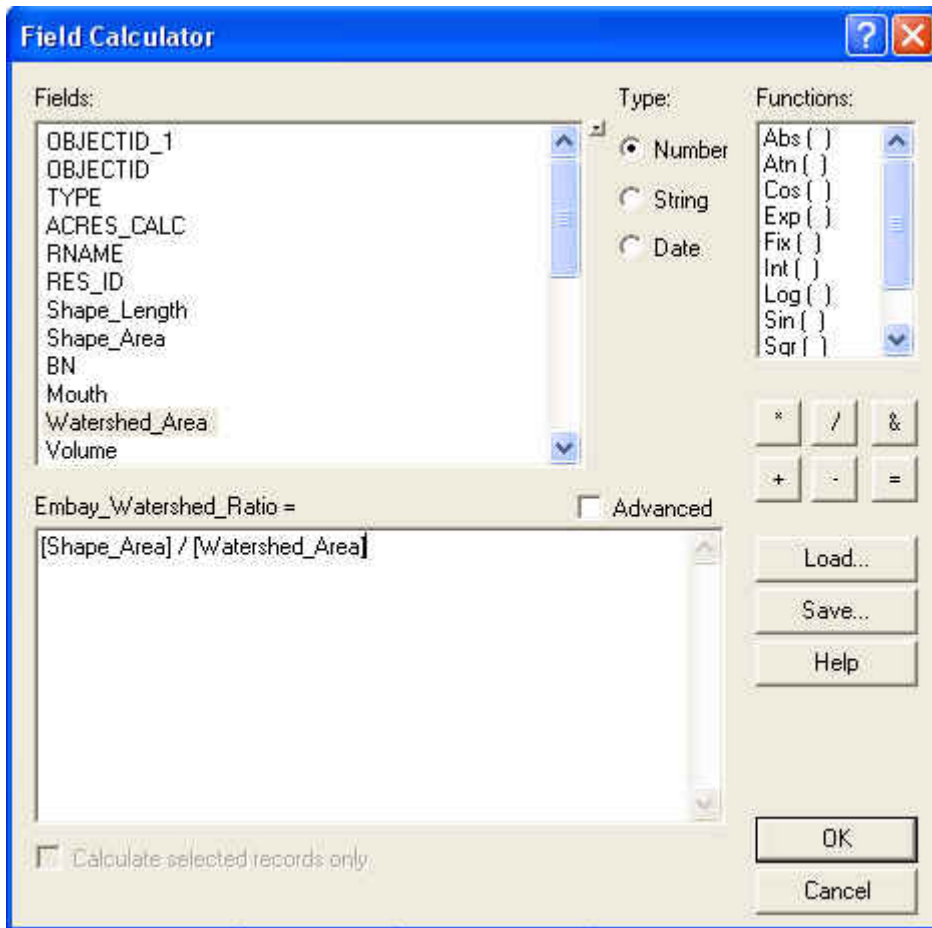 Field Calculator
?
Fields:
Type:
Functions:
OBJECTID_1
OBJECTID
TYPE
ACRES_CALC
RNAME
RES_ID
Shape_Length
Shape_Area
BN
Mouth
Watershed_Area
Volume
Number
String
Date
Abs ( )
Atn ( )
Cos ( )
Exp ( )
Fix ( )
Int ( )
Log ( )
Sin ( )
Sqr ( )
* / &
+ - =
Embay_Watershed_Ratio =
Advanced
[Shape_Area] / [Watershed_Area]
Load...
Save...
Help
Calculate selected records only
OK
Cancel